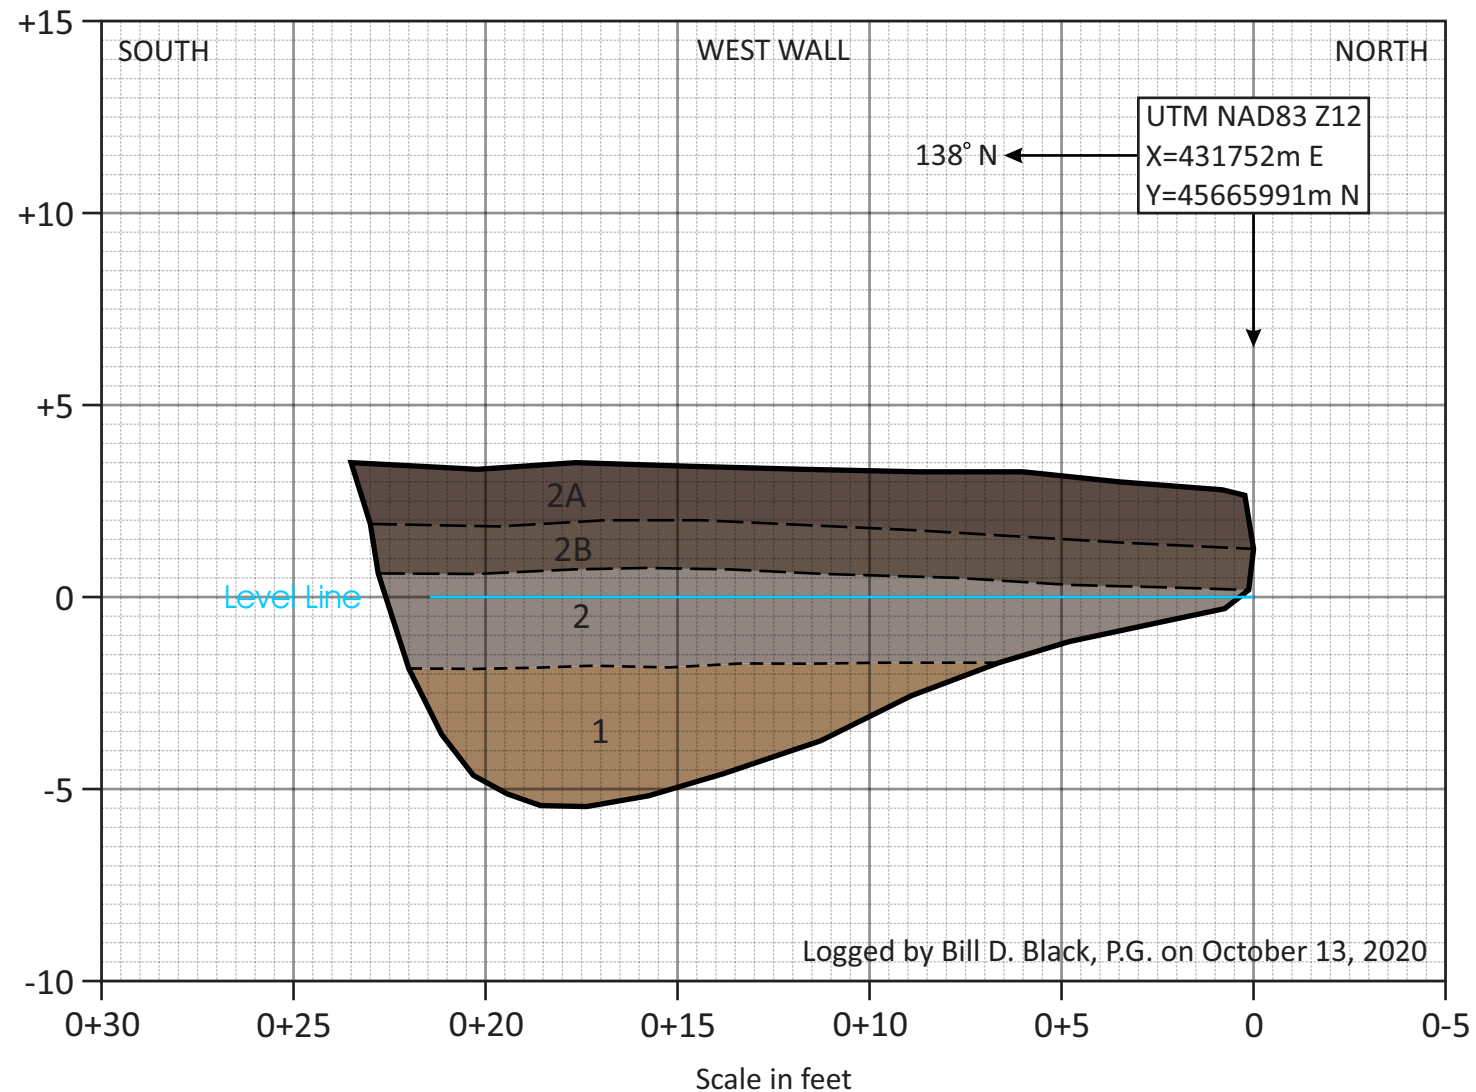 +15
SOUTH
WEST WALL
NORTH
UTM NAD83 Z12
X=431752m E
Y=45665991m N
138° N
+10
+5
2A
2B
0
Level Line
2
1
-5
Logged by Bill D. Black, P.G. on October 13, 2020
-10
0+30 0+25 0+20 0+15 0+10 0+5 0 0-5
Scale in feet